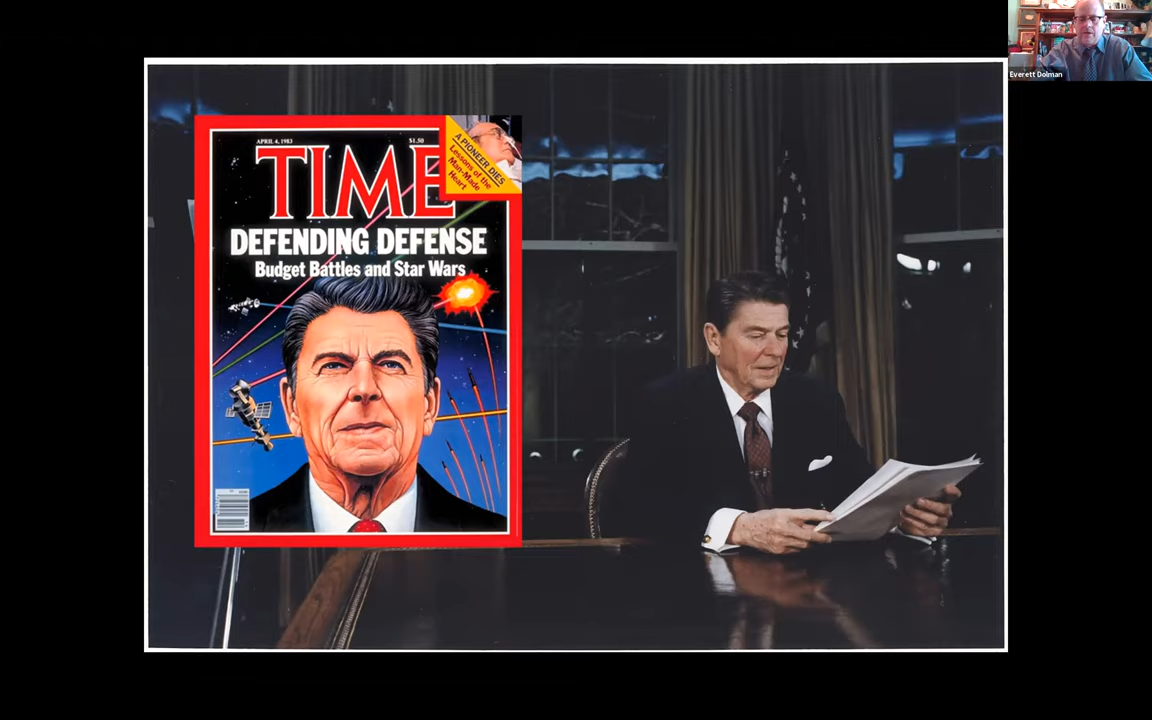 Everett Dolman
APRIL 4, 1983
$1.50
TIME
A PIONEER DIES
Lessons of the
Man-Made
Heart
DEFENDING DEFENSE
Budget Battles and Star Wars